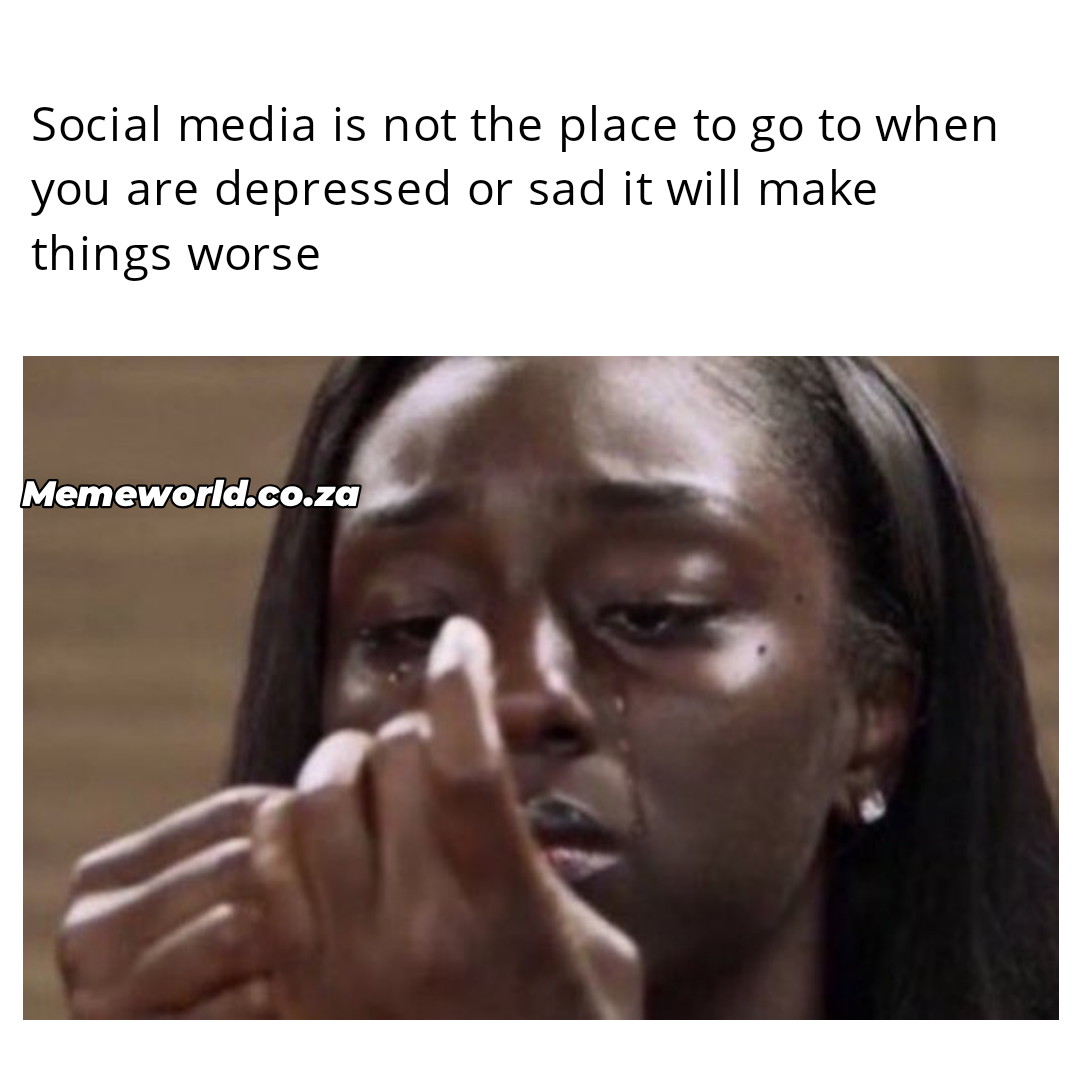 Social media is not the place to go to when
you are depressed or sad it will make
things worse
Memeworld.co.za